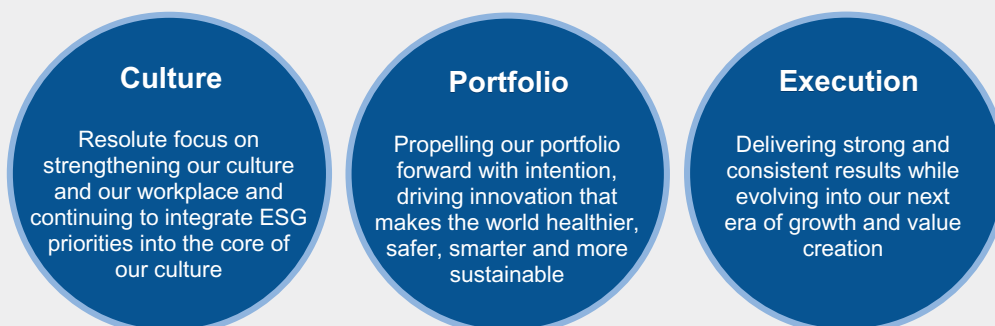 Culture
Resolute focus on
strengthening our culture
and our workplace and
continuing to integrate ESG
priorities into the core of
our culture
Portfolio
Propelling our portfolio
forward with intention,
driving innovation that
makes the world healthier,
safer, smarter and more
sustainable
Execution
Delivering strong and
consistent results while
evolving into our next
era of growth and value
creation